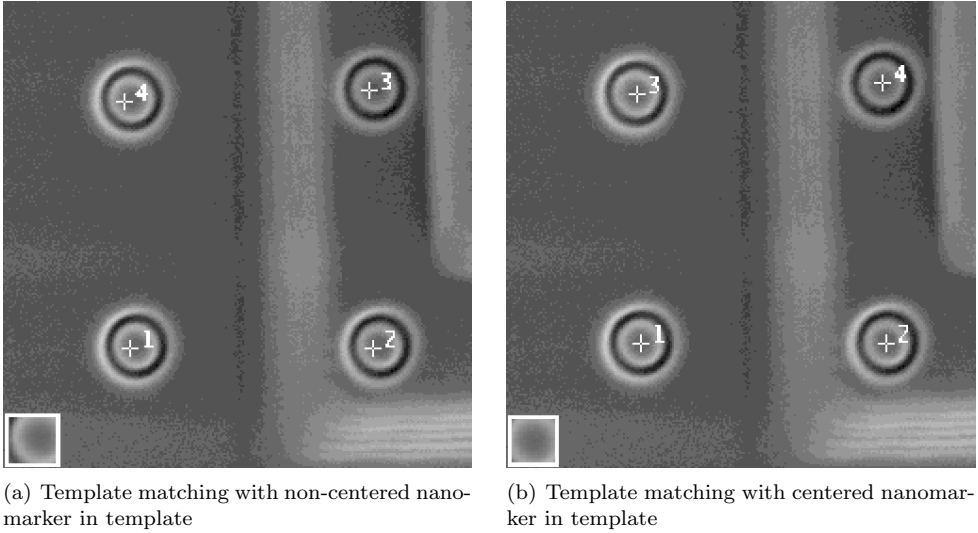 4
3
1
2
3
4
1
2
(a) Template matching with non-centered nano-
marker in template
(b) Template matching with centered nanomar-
ker in template